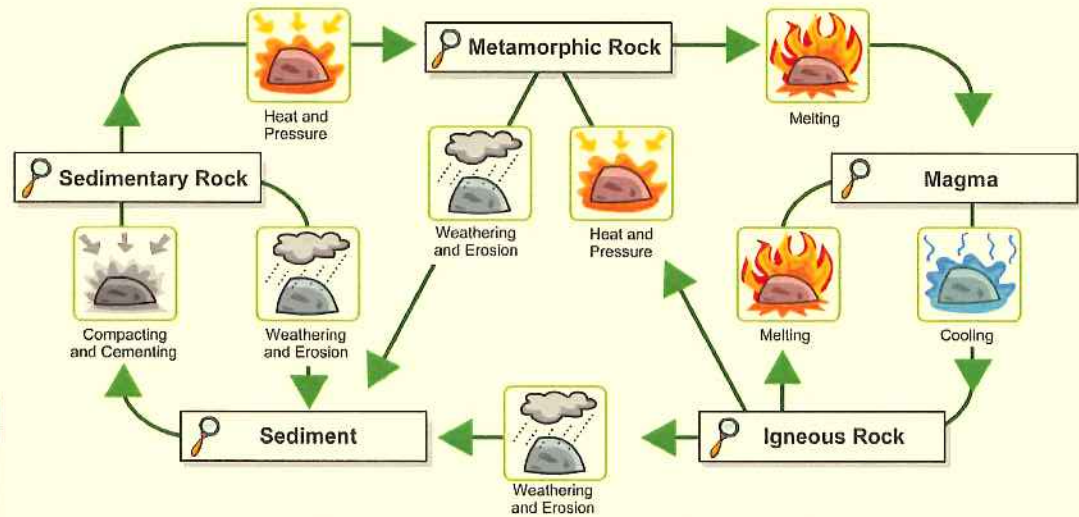 Metamorphic Rock
Heat and
Pressure
Melting
Sedimentary Rock
Magma
Weathering
and Erosion
Heat and
Pressure
Compacting
and Cementing
Weathering
and Erosion
Melting
Cooling
Sediment
Igneous Rock
Weathering
and Erosion